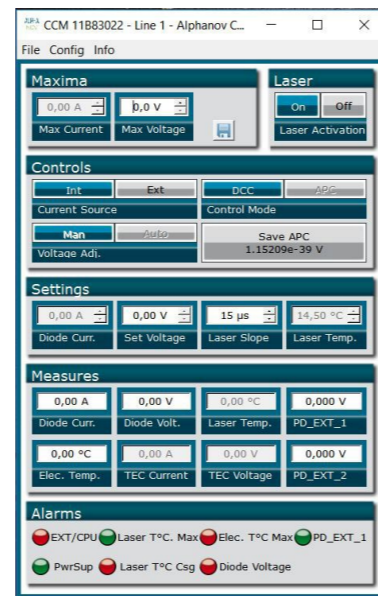 CCM 11B83022 - Line 1 - Alphanov C...
File Config Info
Maxima
0,00 A 0,0 V
Max Current Max Voltage
Laser
On Off
Laser Activation
Controls
Int Ext DCC APC
Current Source Control Mode
Man Auto Save APC
1.15209e-39 V
Voltage Adj.
Settings
0,00 A 0,00 V 15 µs 14,50 °C
Diode Curr. Set Voltage Laser Slope Laser Temp.
Measures
0,00 A 0,00 V 0,00 °C 0,000 V
Diode Curr. Diode Volt. Laser Temp. PD_EXT_1
0,00 °C 0,00 A 0,00 V 0,000 V
Elec. Temp. TEC Current TEC Voltage PD_EXT_2
Alarms
EXT/CPU Laser T°C. Max Elec. T°C Max PD_EXT_1
PwrSup Laser T°C Csg Diode Voltage